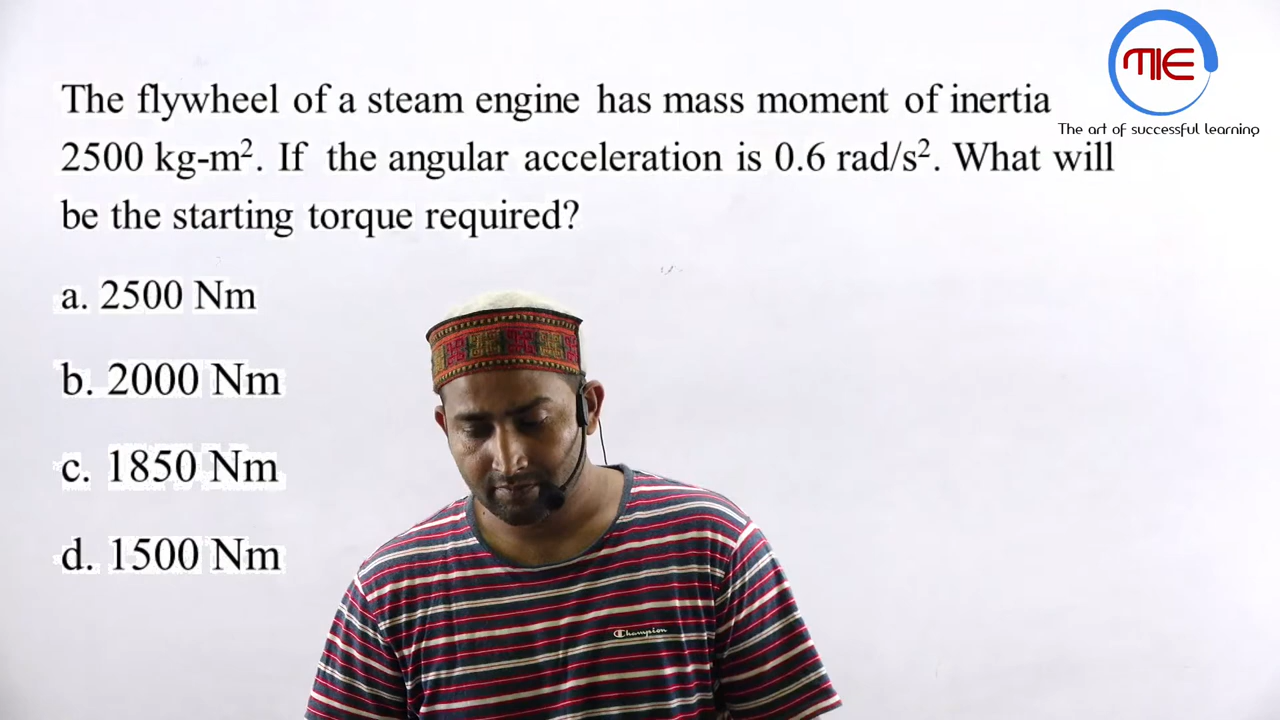 MIE
The art of successful learning
The flywheel of a steam engine has mass moment of inertia
2500 kg-m². If the angular acceleration is 0.6 rad/s². What will
be the starting torque required?
a. 2500 Nm
b. 2000 Nm
c. 1850 Nm
d. 1500 Nm
Champion